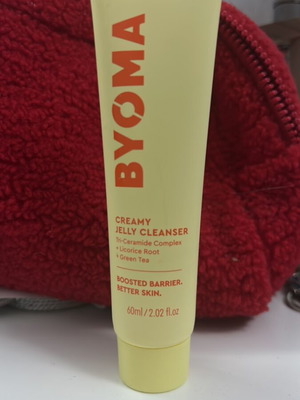 BYOMA
CREAMY
JELLY CLEANSER
Tri-Ceramide Complex
+ Licorice Root
+ Green Tea
BOOSTED BARRIER.
BETTER SKIN.
60ml / 2.02 fl.oz